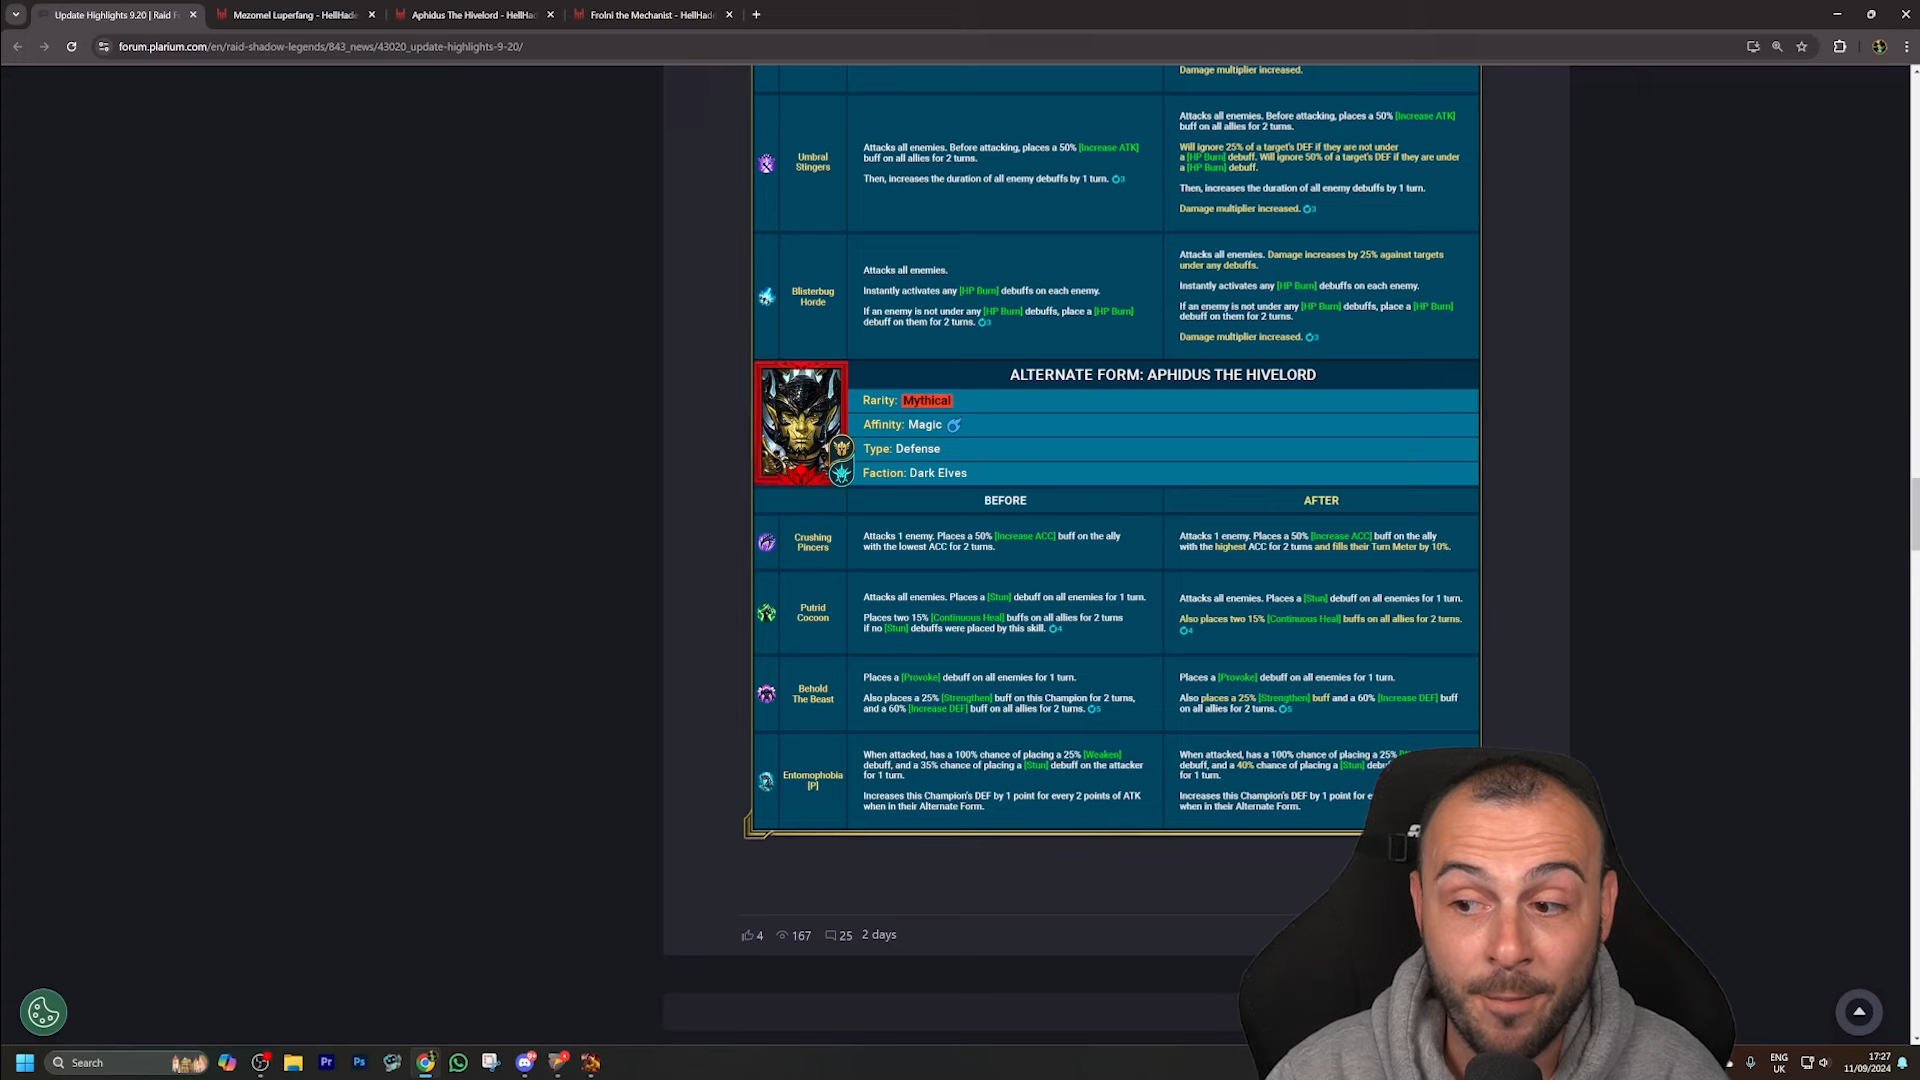 Update Highlights 9.20 | Raid F
Mezomel Luperfang - HellHade
Aphidus The Hivelord - HellHad
Frolni the Mechanist - HellHade
forum.plarium.com/en/raid-shadow-legends/843_news/43020_update-highlights-9-20/
Damage multiplier increased.
Umbral
Stingers
Attacks all enemies. Before attacking, places a 50% [Increase ATK]
buff on all allies for 2 turns.
Then, increases the duration of all enemy debuffs by 1 turn. 3
Attacks all enemies. Before attacking, places a 50% [Increase ATK]
buff on all allies for 2 turns.
Will ignore 25% of a target's DEF if they are not under
a [HP Burn] debuff. Will ignore 50% of a target's DEF if they are under
a [HP Burn] debuff.
Then, increases the duration of all enemy debuffs by 1 turn.
Damage multiplier increased. 3
Blisterbug
Horde
Attacks all enemies.
Instantly activates any [HP Burn] debuffs on each enemy.
If an enemy is not under any [HP Burn] debuffs, place a [HP Burn]
debuff on them for 2 turns. 3
Attacks all enemies. Damage increases by 25% against targets
under any debuffs.
Instantly activates any [HP Burn] debuffs on each enemy.
If an enemy is not under any [HP Burn] debuffs, place a [HP Burn]
debuff on them for 2 turns.
Damage multiplier increased. 3
ALTERNATE FORM: APHIDUS THE HIVELORD
Rarity: Mythical
Affinity: Magic
Type: Defense
Faction: Dark Elves
BEFORE
AFTER
Crushing
Pincers
Attacks 1 enemy. Places a 50% [Increase ACC] buff on the ally
with the lowest ACC for 2 turns.
Attacks 1 enemy. Places a 50% [Increase ACC] buff on the ally
with the highest ACC for 2 turns and fills their Turn Meter by 10%.
Putrid
Cocoon
Attacks all enemies. Places a [Stun] debuff on all enemies for 1 turn.
Places two 15% [Continuous Heal] buffs on all allies for 2 turns
if no [Stun] debuffs were placed by this skill. 4
Attacks all enemies. Places a [Stun] debuff on all enemies for 1 turn.
Also places two 15% [Continuous Heal] buffs on all allies for 2 turns.
4
Behold
The Beast
Places a [Provoke] debuff on all enemies for 1 turn.
Also places a 25% [Strengthen] buff on this Champion for 2 turns,
and a 60% [Increase DEF] buff on all allies for 2 turns. 5
Places a [Provoke] debuff on all enemies for 1 turn.
Also places a 25% [Strengthen] buff and a 60% [Increase DEF] buff
on all allies for 2 turns. 5
Entomophobia
[P]
When attacked, has a 100% chance of placing a 25% [Weaken]
debuff, and a 35% chance of placing a [Stun] debuff on the attacker
for 1 turn.
Increases this Champion's DEF by 1 point for every 2 points of ATK
when in their Alternate Form.
When attacked, has a 100% chance of placing a 25%
debuff, and a 40% chance of placing a [Stun]
for 1 turn.
Increases this Champion's DEF by 1 point for
when in their Alternate Form.
4 167 25 2 days
Search
Pr
Ps
ENG
UK
17:27
11/09/2024